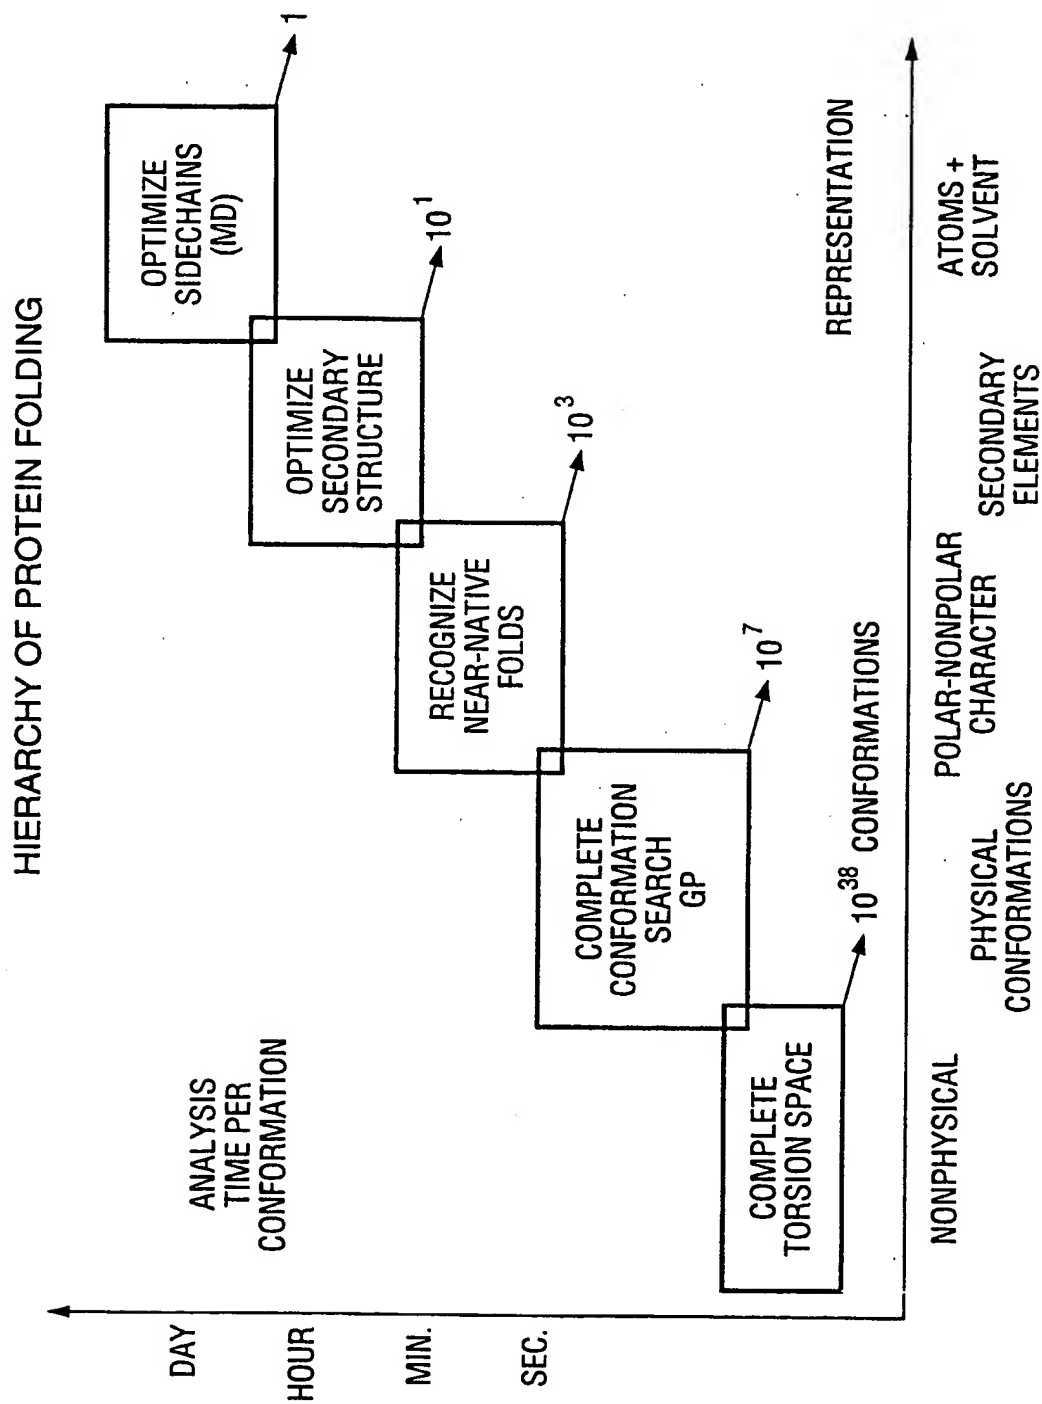 HIERARCHY OF PROTEIN FOLDING
ANALYSIS
TIME PER
CONFORMATION
DAY
HOUR
MIN.
SEC.
OPTIMIZE
SIDECHAINS
(MD)
1
OPTIMIZE
SECONDARY
STRUCTURE
10^1
RECOGNIZE
NEAR-NATIVE
FOLDS
10^3
COMPLETE
CONFORMATION
SEARCH
GP
10^7
COMPLETE
TORSION SPACE
10^38 CONFORMATIONS
REPRESENTATION
NONPHYSICAL
PHYSICAL
CONFORMATIONS
POLAR-NONPOLAR
CHARACTER
SECONDARY
ELEMENTS
ATOMS +
SOLVENT